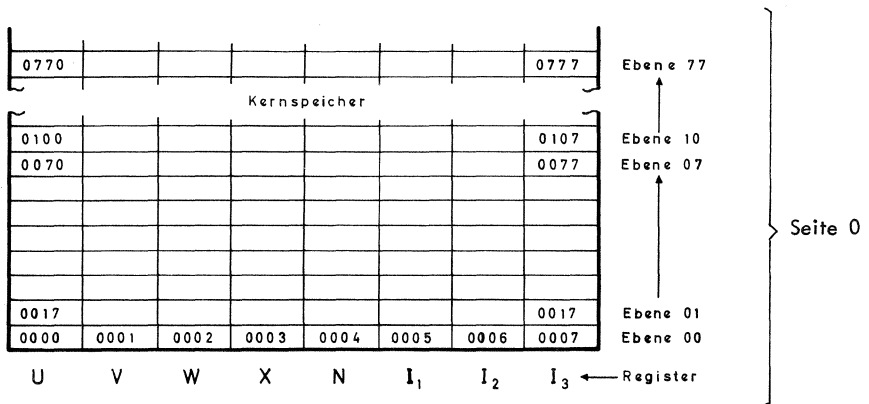 0770 0777 Ebene 77
Kernspeicher
0100 0107 Ebene 10
0070 0077 Ebene 07
Seite 0
0017 0017 Ebene 01
0000 0001 0002 0003 0004 0005 0006 0007 Ebene 00
U V W X N I₁ I₂ I₃ Register